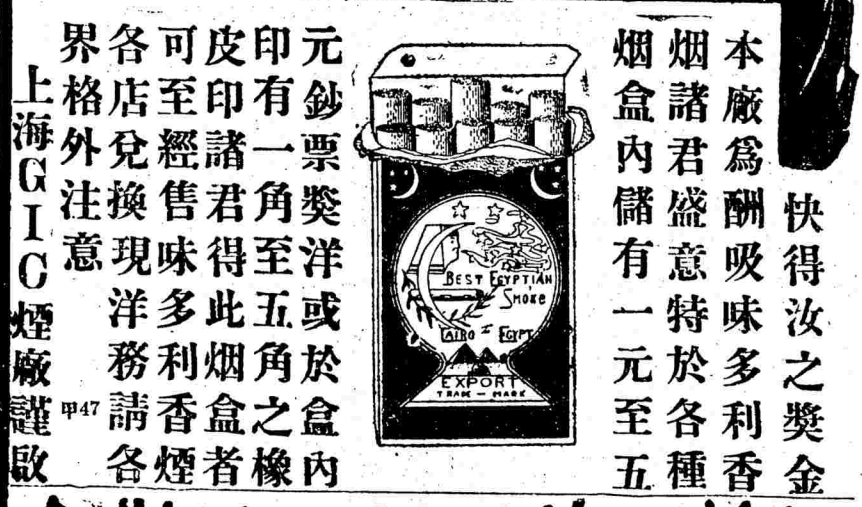 快得汝之獎金
本廠爲酬吸味多利香
烟諸君盛意特於各種
烟盒內儲有一元至五
BEST EGYPTIAN
SMOKE
CAIRO = EGYPT
EXPORT
TRADE - MARK
元鈔票獎洋或於盒內
印有一角至五角之橡
皮印諸君得此烟盒者
可至經售味多利香煙
各店兌換現洋務請各
界格外注意
甲47
上海GIC煙廠謹啟